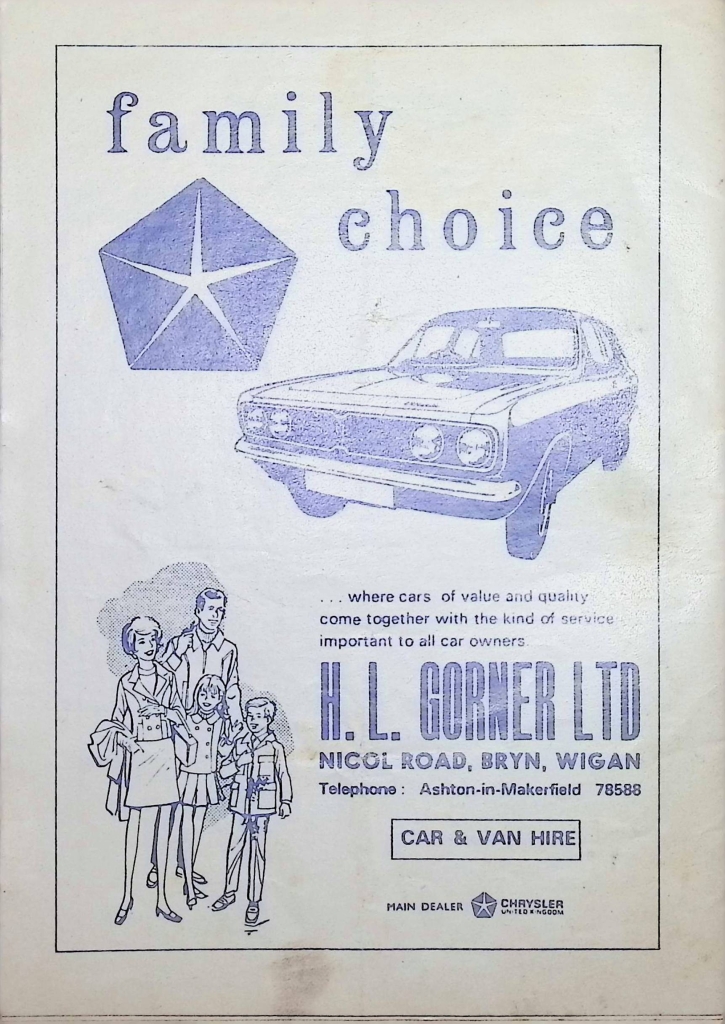 family
choice
... where cars of value and quality
come together with the kind of service
important to all car owners.
H. L. GORNER LTD
NICOL ROAD, BRYN, WIGAN
Telephone: Ashton-in-Makerfield 78588
CAR & VAN HIRE
MAIN DEALER CHRYSLER
UNITED KINGDOM